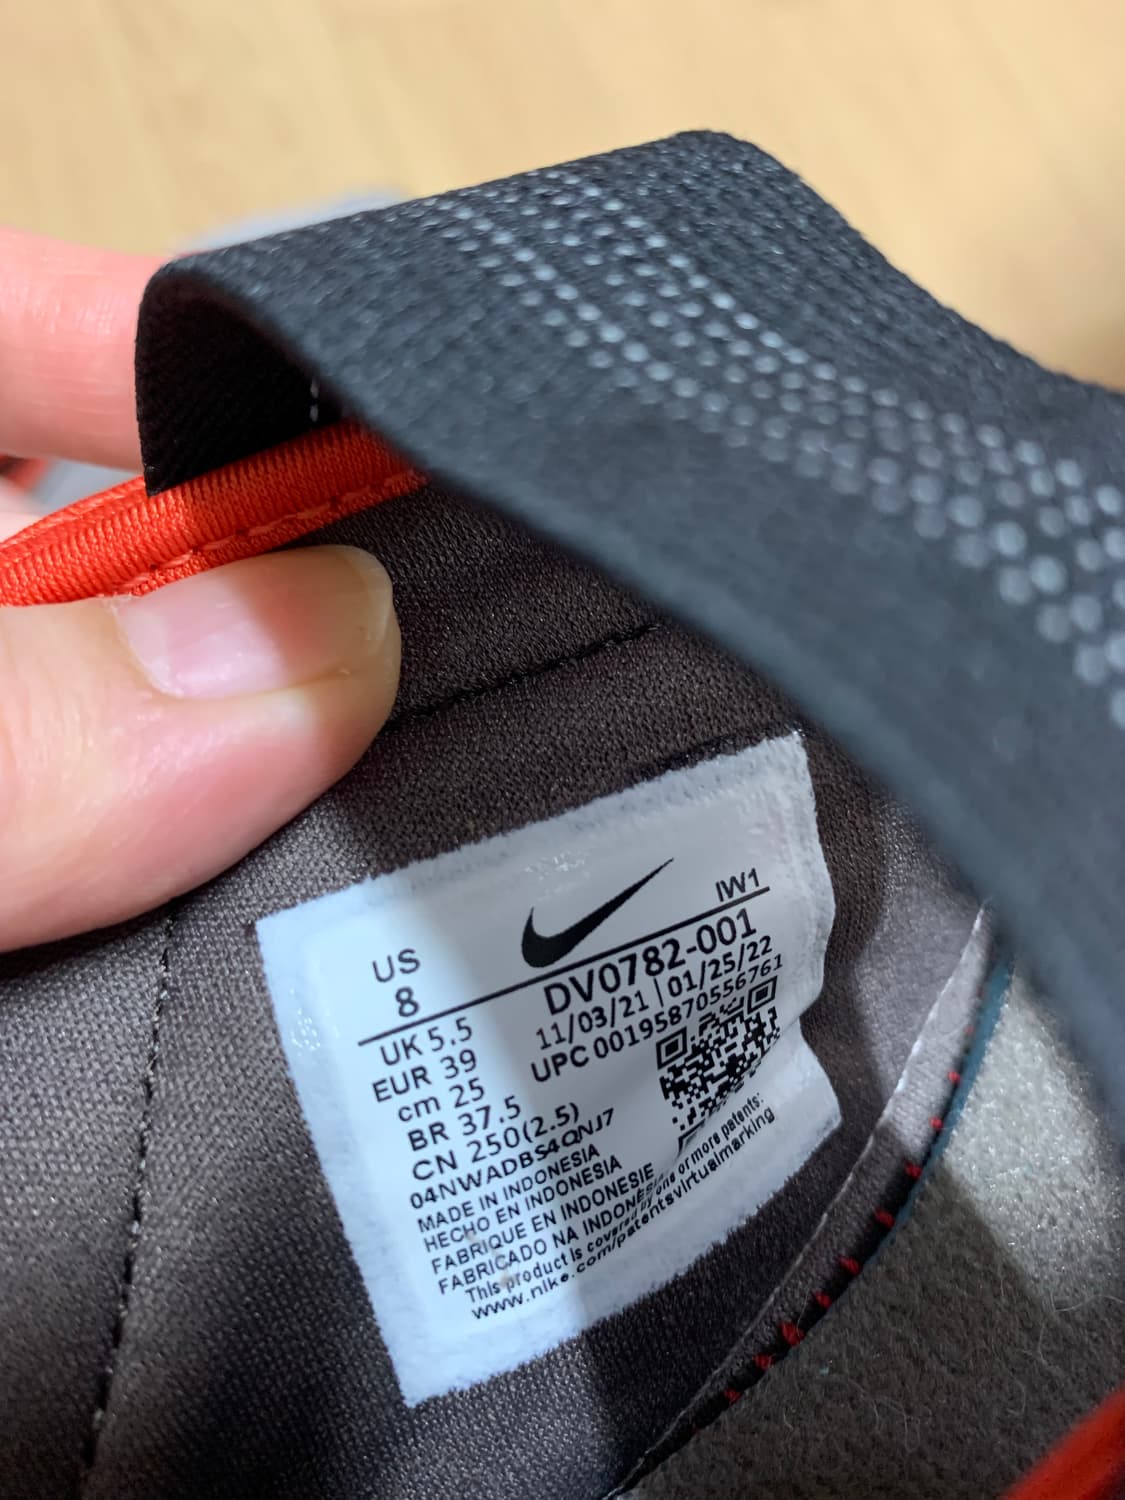 US
8
UK 5.5
EUR 39
cm 25
BR 37.5
CN 250(2.5)
04NWADBS4QNJ7
MADE IN INDONESIA
HECHO EN INDONESIA
FABRIQUE EN INDONESIE
FABRICADO NA INDONÉSIA
This product is covered by one or more patents:
www.nike.com/patentsvirtualmarking
IW1
DV0782-001
11/03/21 | 01/25/22
UPC 00195870556761